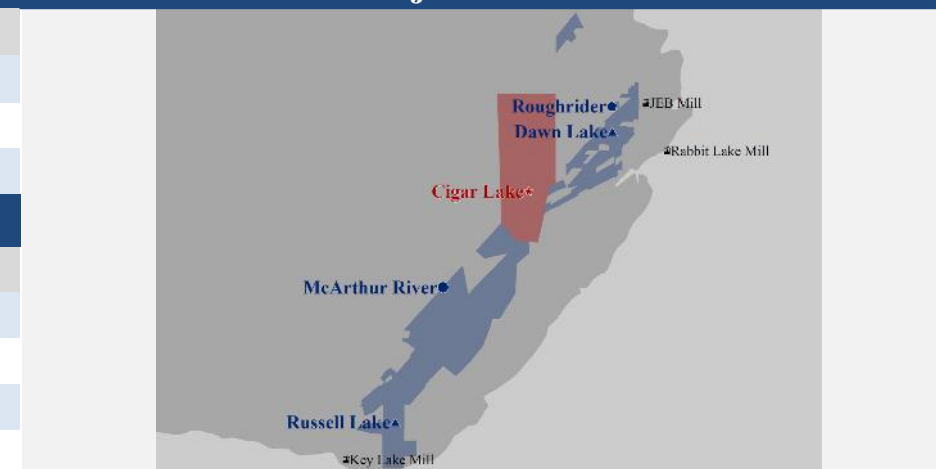 Roughrider
JEB Mill
Dawn Lake
Rabbit Lake Mill
Cigar Lake
McArthur River
Russell Lake
Key Lake Mill